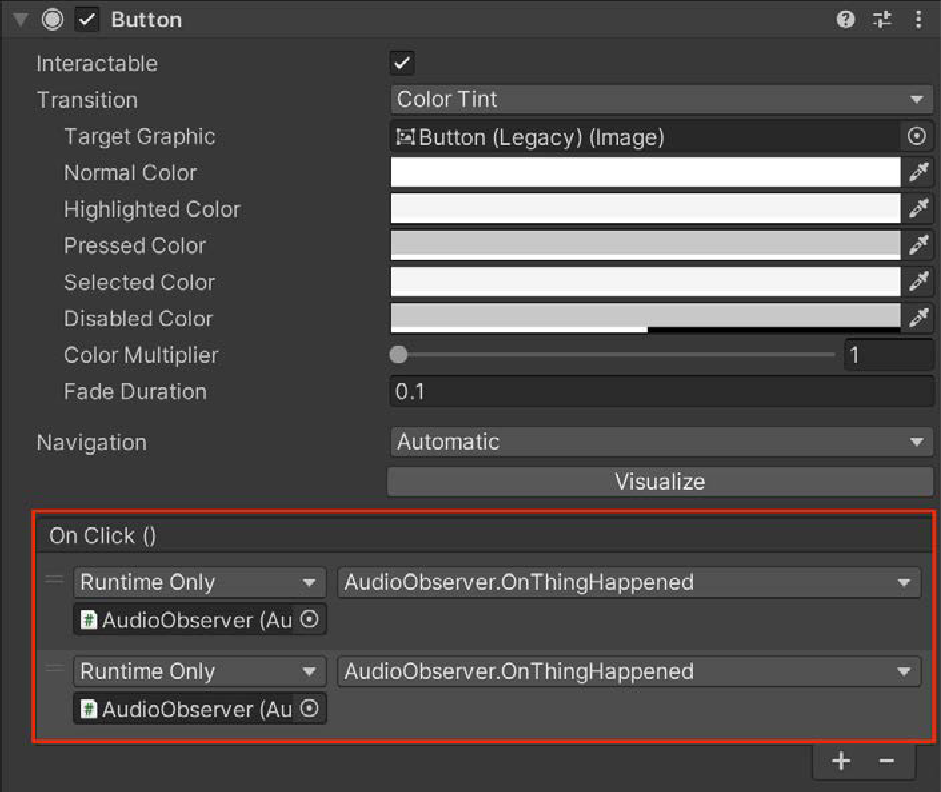 Button
Interactable
Transition Color Tint
Target Graphic Button (Legacy) (Image)
Normal Color
Highlighted Color
Pressed Color
Selected Color
Disabled Color
Color Multiplier 1
Fade Duration 0.1
Navigation Automatic
Visualize
On Click ()
Runtime Only AudioObserver.OnThingHappened
# AudioObserver (Au
Runtime Only AudioObserver.OnThingHappened
# AudioObserver (Au